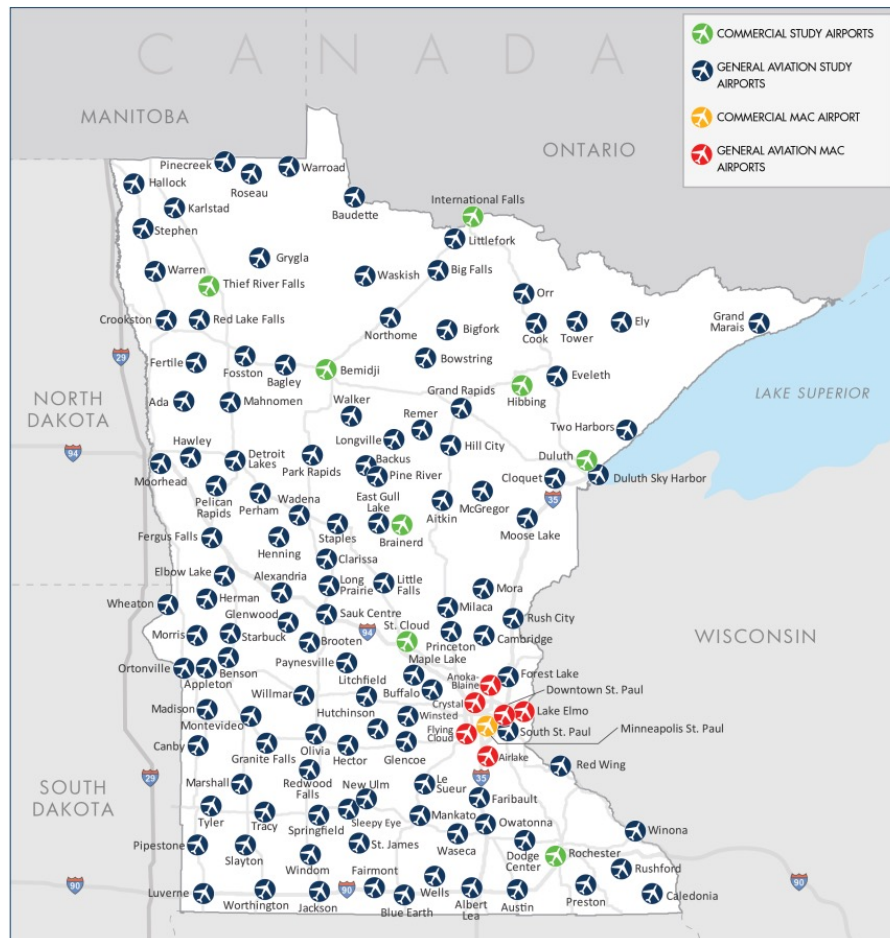 COMMERCIAL STUDY AIRPORTS
GENERAL AVIATION STUDY
AIRPORTS
COMMERCIAL MAC AIRPORT
GENERAL AVIATION MAC
AIRPORTS
CANADA
MANITOBA
ONTARIO
Pinecreek
Warroad
Roseau
Hallock
Karlstad
Baudette
International Falls
Stephen
Littlefork
Grygla
Warren
Waskish
Big Falls
Thief River Falls
Orr
Crookston
Red Lake Falls
Northome
Bigfork
Cook
Tower
Ely
Grand
Marais
29
Fertile
Fosston
Bagley
Bemidji
Bowstring
Eveleth
Hibbing
NORTH
DAKOTA
LAKE SUPERIOR
Ada
Mahnomen
Walker
Remer
Grand Rapids
Two Harbors
94
Hawley
Moorhead
Detroit
Lakes
Park Rapids
Longville
Backus
Pine River
Hill City
Duluth
Cloquet
Duluth Sky Harbor
35
Pelican
Rapids
Perham
Wadena
East Gull
Lake
Aitkin
McGregor
Moose Lake
Fergus Falls
Henning
Staples
Brainerd
Clarissa
Elbow Lake
Alexandria
Long
Prairie
Little
Falls
Mora
Wheaton
Herman
Glenwood
Sauk Centre
Milaca
Rush City
94
St. Cloud
Morris
Starbuck
Brooten
Princeton
Cambridge
WISCONSIN
Paynesville
Maple Lake
Ortonville
Appleton
Benson
Litchfield
Anoka-
Blaine
Forest Lake
Buffalo
Downtown St. Paul
Willmar
Crystal
Lake Elmo
Madison
Montevideo
Hutchinson
Winsted
Flying
Cloud
South St. Paul
Minneapolis St. Paul
Canby
Granite Falls
Olivia
Hector
Glencoe
Airlake
Red Wing
SOUTH
DAKOTA
29
35
Marshall
Redwood
Falls
New Ulm
Le
Sueur
Faribault
Tyler
Tracy
Springfield
Sleepy Eye
Mankato
Owatonna
Winona
Pipestone
Slayton
Windom
St. James
Waseca
Dodge
Center
Rochester
Rushford
90
Luverne
Worthington
Jackson
90
Fairmont
Blue Earth
Wells
Albert
Lea
Austin
Preston
Caledonia
90